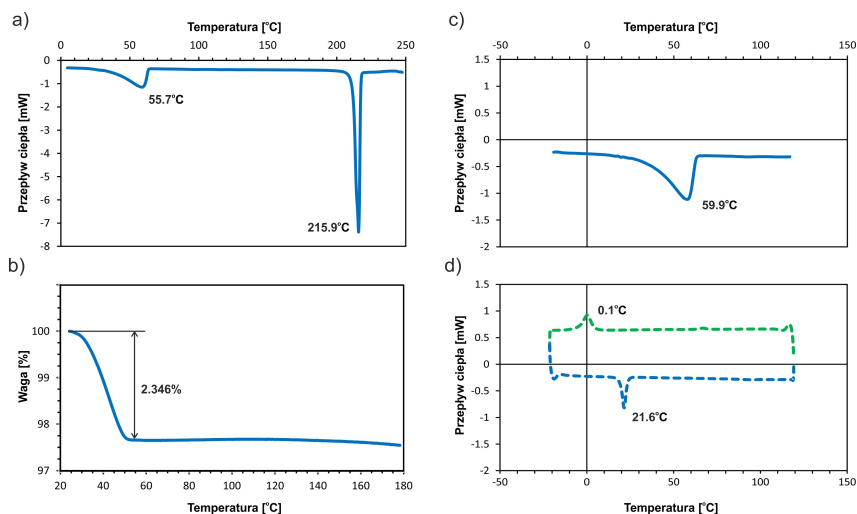 a)
Temperatura [°C]
0 50 100 150 200 250
Przepływ ciepła [mW]
0
-1
-2
-3
-4
-5
-6
-7
-8
55.7°C
215.9°C
c)
Temperatura [°C]
-50 0 50 100 150
Przepływ ciepła [mW]
1.5
1
0.5
0
-0.5
-1
-1.5
-2
59.9°C
b)
Waga [%]
100
99
98
97
2.346%
20 40 60 80 100 120 140 160 180
Temperatura [°C]
d)
Przepływ ciepła [mW]
1.5
1
0.5
0
-0.5
-1
-1.5
-2
0.1°C
21.6°C
-50 0 50 100 150
Temperatura [°C]